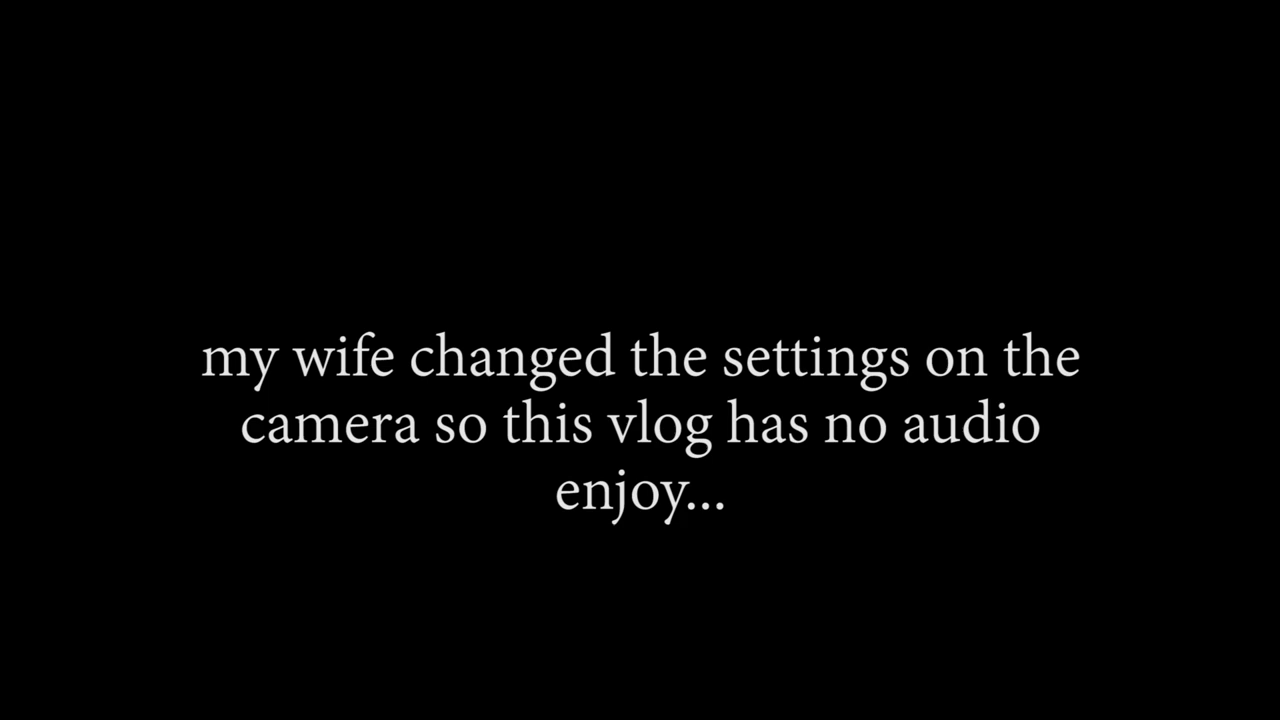 my wife changed the settings on the
camera so this vlog has no audio
enjoy...